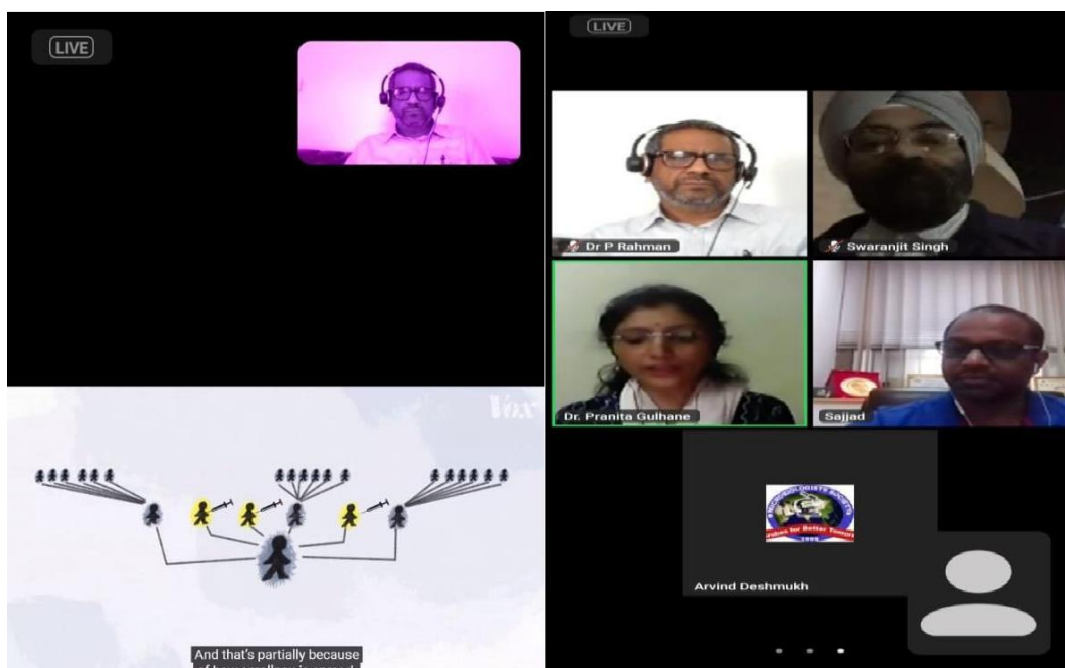 LIVE
Vox
And that's partially because
LIVE
Dr P Rahman
Swaranjit Singh
Dr. Pranita Gulhane
Sajjad
Arvind Deshmukh